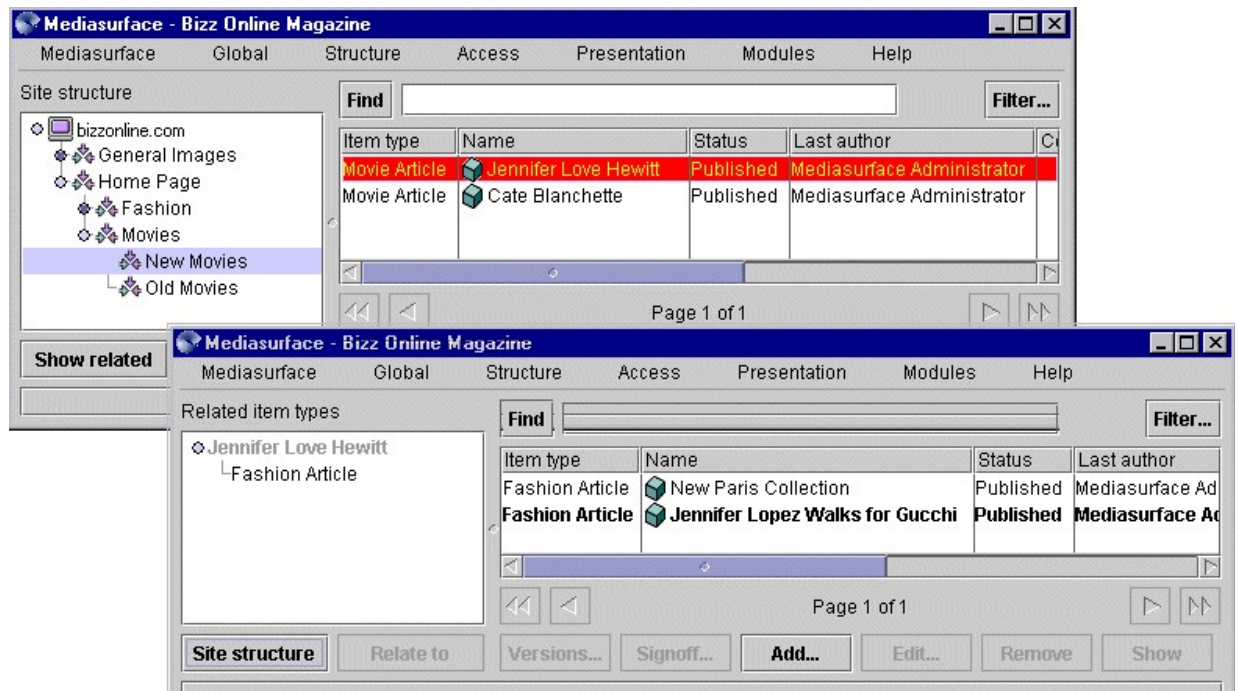 Mediasurface - Bizz Online Magazine
Mediasurface Global Structure Access Presentation Modules Help
Site structure
Find Filter...
bizzonline.com
General Images
Home Page
Fashion
Movies
New Movies
Old Movies
Item type Name Status Last author
Movie Article Jennifer Love Hewitt Published Mediasurface Administrator
Movie Article Cate Blanchette Published Mediasurface Administrator
Page 1 of 1
Show related
Mediasurface - Bizz Online Magazine
Mediasurface Global Structure Access Presentation Modules Help
Related item types
Find Filter...
Jennifer Love Hewitt
Fashion Article
Item type Name Status Last author
Fashion Article New Paris Collection Published Mediasurface Ad
Fashion Article Jennifer Lopez Walks for Gucchi Published Mediasurface
Page 1 of 1
Site structure Relate to Versions... Signoff... Add... Edit... Remove Show